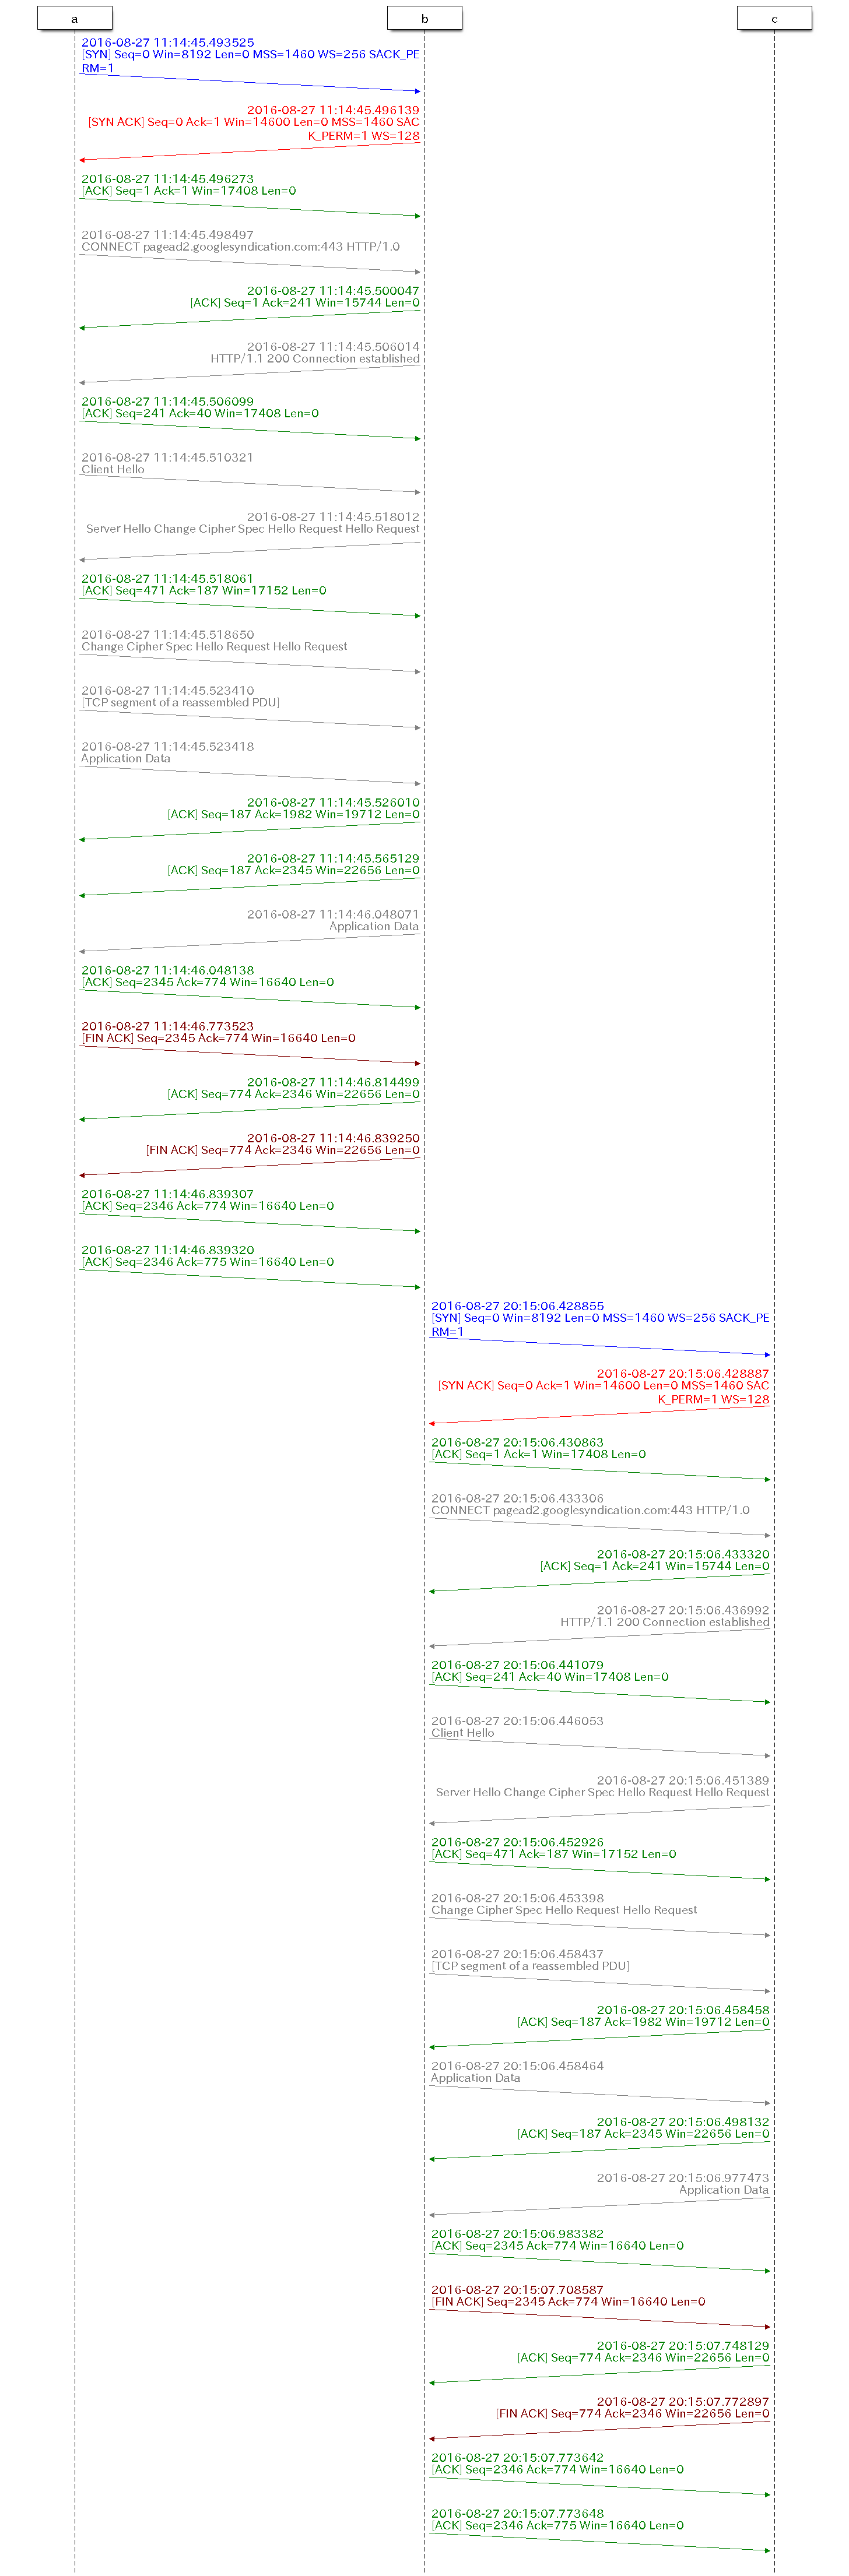 a
b
c
2016-08-27 11:14:45.493525
[SYN] Seq=0 Win=8192 Len=0 MSS=1460 WS=256 SACK_PE
RM=1
2016-08-27 11:14:45.496139
[SYN ACK] Seq=0 Ack=1 Win=14600 Len=0 MSS=1460 SAC
K_PERM=1 WS=128
2016-08-27 11:14:45.496273
[ACK] Seq=1 Ack=1 Win=17408 Len=0
2016-08-27 11:14:45.498497
CONNECT pagead2.googlesyndication.com:443 HTTP/1.0
2016-08-27 11:14:45.500047
[ACK] Seq=1 Ack=241 Win=15744 Len=0
2016-08-27 11:14:45.506014
HTTP/1.1 200 Connection established
2016-08-27 11:14:45.506099
[ACK] Seq=241 Ack=40 Win=17408 Len=0
2016-08-27 11:14:45.510321
Client Hello
2016-08-27 11:14:45.518012
Server Hello Change Cipher Spec Hello Request Hello Request
2016-08-27 11:14:45.518061
[ACK] Seq=471 Ack=187 Win=17152 Len=0
2016-08-27 11:14:45.518650
Change Cipher Spec Hello Request Hello Request
2016-08-27 11:14:45.523410
[TCP segment of a reassembled PDU]
2016-08-27 11:14:45.523418
Application Data
2016-08-27 11:14:45.526010
[ACK] Seq=187 Ack=1982 Win=19712 Len=0
2016-08-27 11:14:45.565129
[ACK] Seq=187 Ack=2345 Win=22656 Len=0
2016-08-27 11:14:46.048071
Application Data
2016-08-27 11:14:46.048138
[ACK] Seq=2345 Ack=774 Win=16640 Len=0
2016-08-27 11:14:46.773523
[FIN ACK] Seq=2345 Ack=774 Win=16640 Len=0
2016-08-27 11:14:46.814499
[ACK] Seq=774 Ack=2346 Win=22656 Len=0
2016-08-27 11:14:46.839250
[FIN ACK] Seq=774 Ack=2346 Win=22656 Len=0
2016-08-27 11:14:46.839307
[ACK] Seq=2346 Ack=774 Win=16640 Len=0
2016-08-27 11:14:46.839320
[ACK] Seq=2346 Ack=775 Win=16640 Len=0
2016-08-27 20:15:06.428855
[SYN] Seq=0 Win=8192 Len=0 MSS=1460 WS=256 SACK_PE
RM=1
2016-08-27 20:15:06.428887
[SYN ACK] Seq=0 Ack=1 Win=14600 Len=0 MSS=1460 SAC
K_PERM=1 WS=128
2016-08-27 20:15:06.430863
[ACK] Seq=1 Ack=1 Win=17408 Len=0
2016-08-27 20:15:06.433306
CONNECT pagead2.googlesyndication.com:443 HTTP/1.0
2016-08-27 20:15:06.433320
[ACK] Seq=1 Ack=241 Win=15744 Len=0
2016-08-27 20:15:06.436992
HTTP/1.1 200 Connection established
2016-08-27 20:15:06.441079
[ACK] Seq=241 Ack=40 Win=17408 Len=0
2016-08-27 20:15:06.446053
Client Hello
2016-08-27 20:15:06.451389
Server Hello Change Cipher Spec Hello Request Hello Request
2016-08-27 20:15:06.452926
[ACK] Seq=471 Ack=187 Win=17152 Len=0
2016-08-27 20:15:06.453398
Change Cipher Spec Hello Request Hello Request
2016-08-27 20:15:06.458437
[TCP segment of a reassembled PDU]
2016-08-27 20:15:06.458458
[ACK] Seq=187 Ack=1982 Win=19712 Len=0
2016-08-27 20:15:06.458464
Application Data
2016-08-27 20:15:06.498132
[ACK] Seq=187 Ack=2345 Win=22656 Len=0
2016-08-27 20:15:06.977473
Application Data
2016-08-27 20:15:06.983382
[ACK] Seq=2345 Ack=774 Win=16640 Len=0
2016-08-27 20:15:07.708587
[FIN ACK] Seq=2345 Ack=774 Win=16640 Len=0
2016-08-27 20:15:07.748129
[ACK] Seq=774 Ack=2346 Win=22656 Len=0
2016-08-27 20:15:07.772897
[FIN ACK] Seq=774 Ack=2346 Win=22656 Len=0
2016-08-27 20:15:07.773642
[ACK] Seq=2346 Ack=774 Win=16640 Len=0
2016-08-27 20:15:07.773648
[ACK] Seq=2346 Ack=775 Win=16640 Len=0